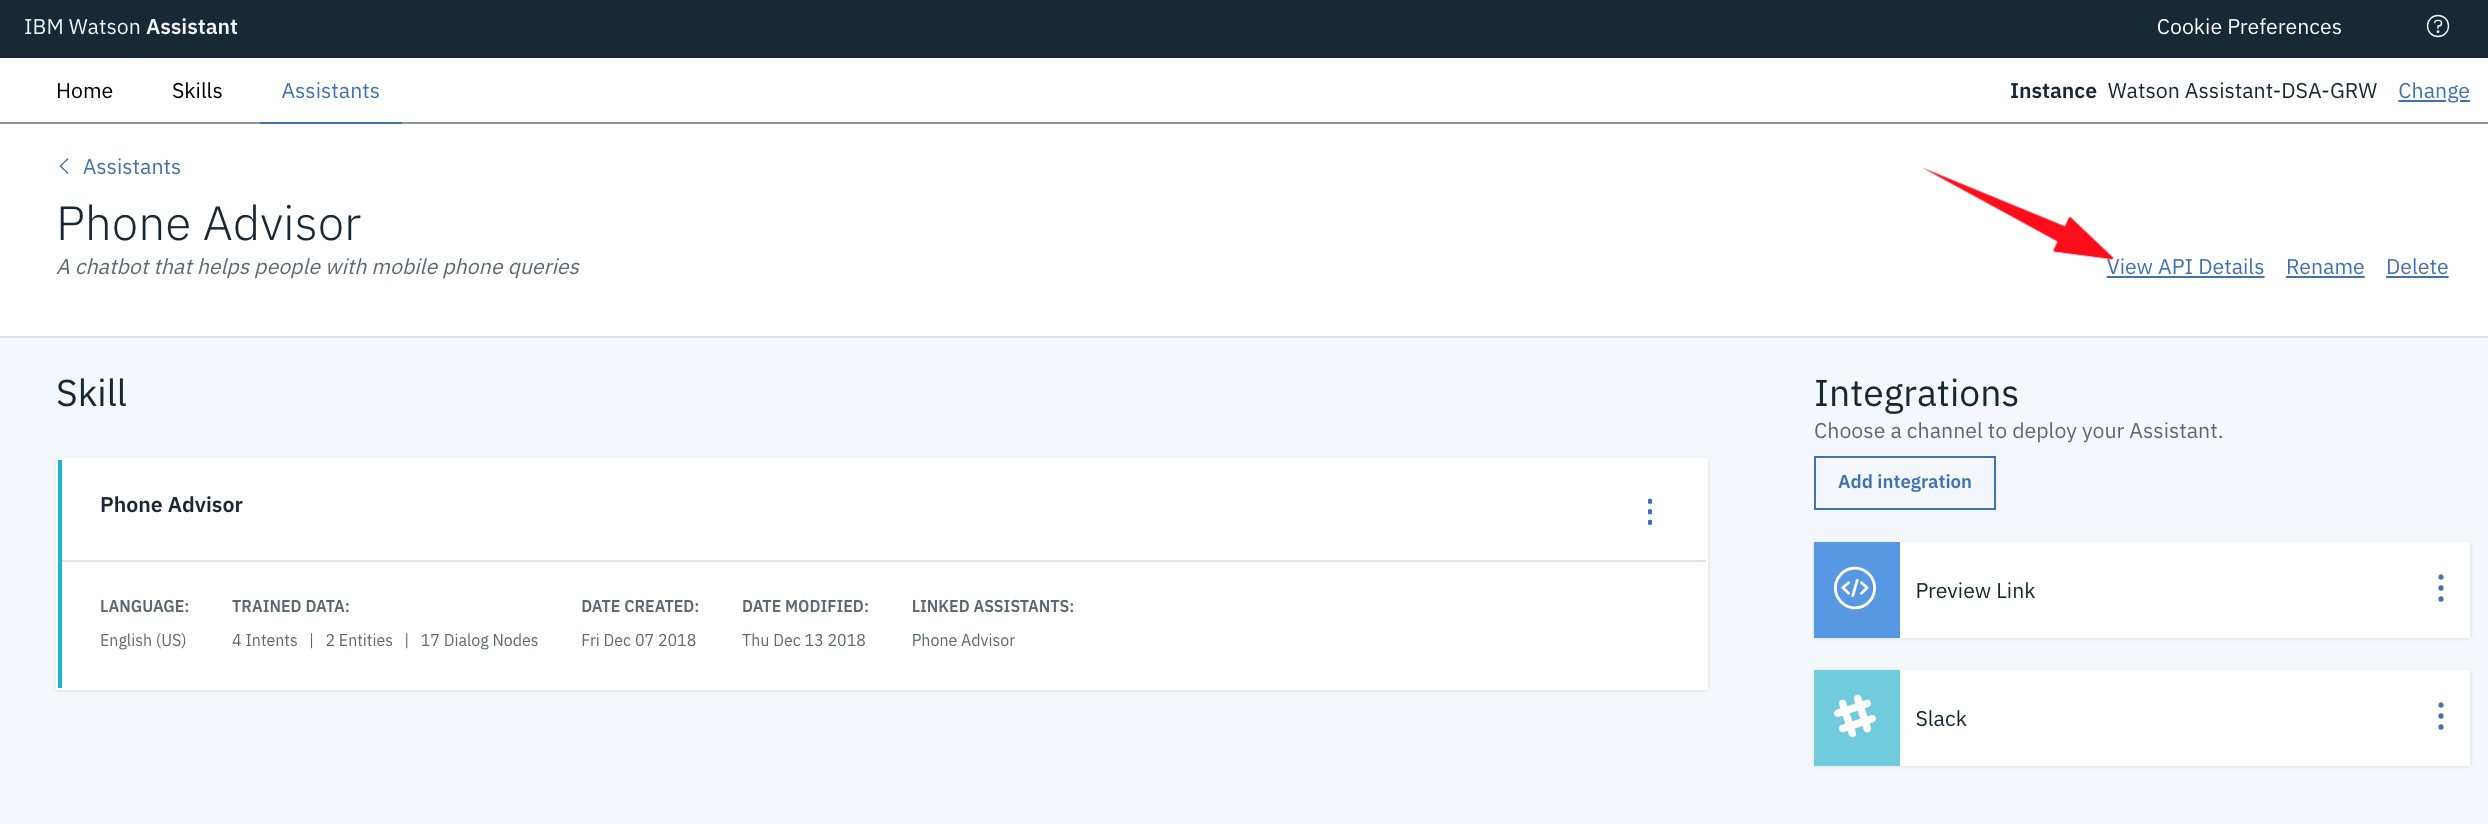 IBM Watson Assistant
Cookie Preferences
Home
Skills
Assistants
Instance Watson Assistant-DSA-GRW Change
Assistants
Phone Advisor
A chatbot that helps people with mobile phone queries
View API Details Rename Delete
Skill
Phone Advisor
LANGUAGE: TRAINED DATA: DATE CREATED: DATE MODIFIED: LINKED ASSISTANTS:
English (US) 4 Intents | 2 Entities | 17 Dialog Nodes Fri Dec 07 2018 Thu Dec 13 2018 Phone Advisor
Integrations
Choose a channel to deploy your Assistant.
Add integration
Preview Link
Slack